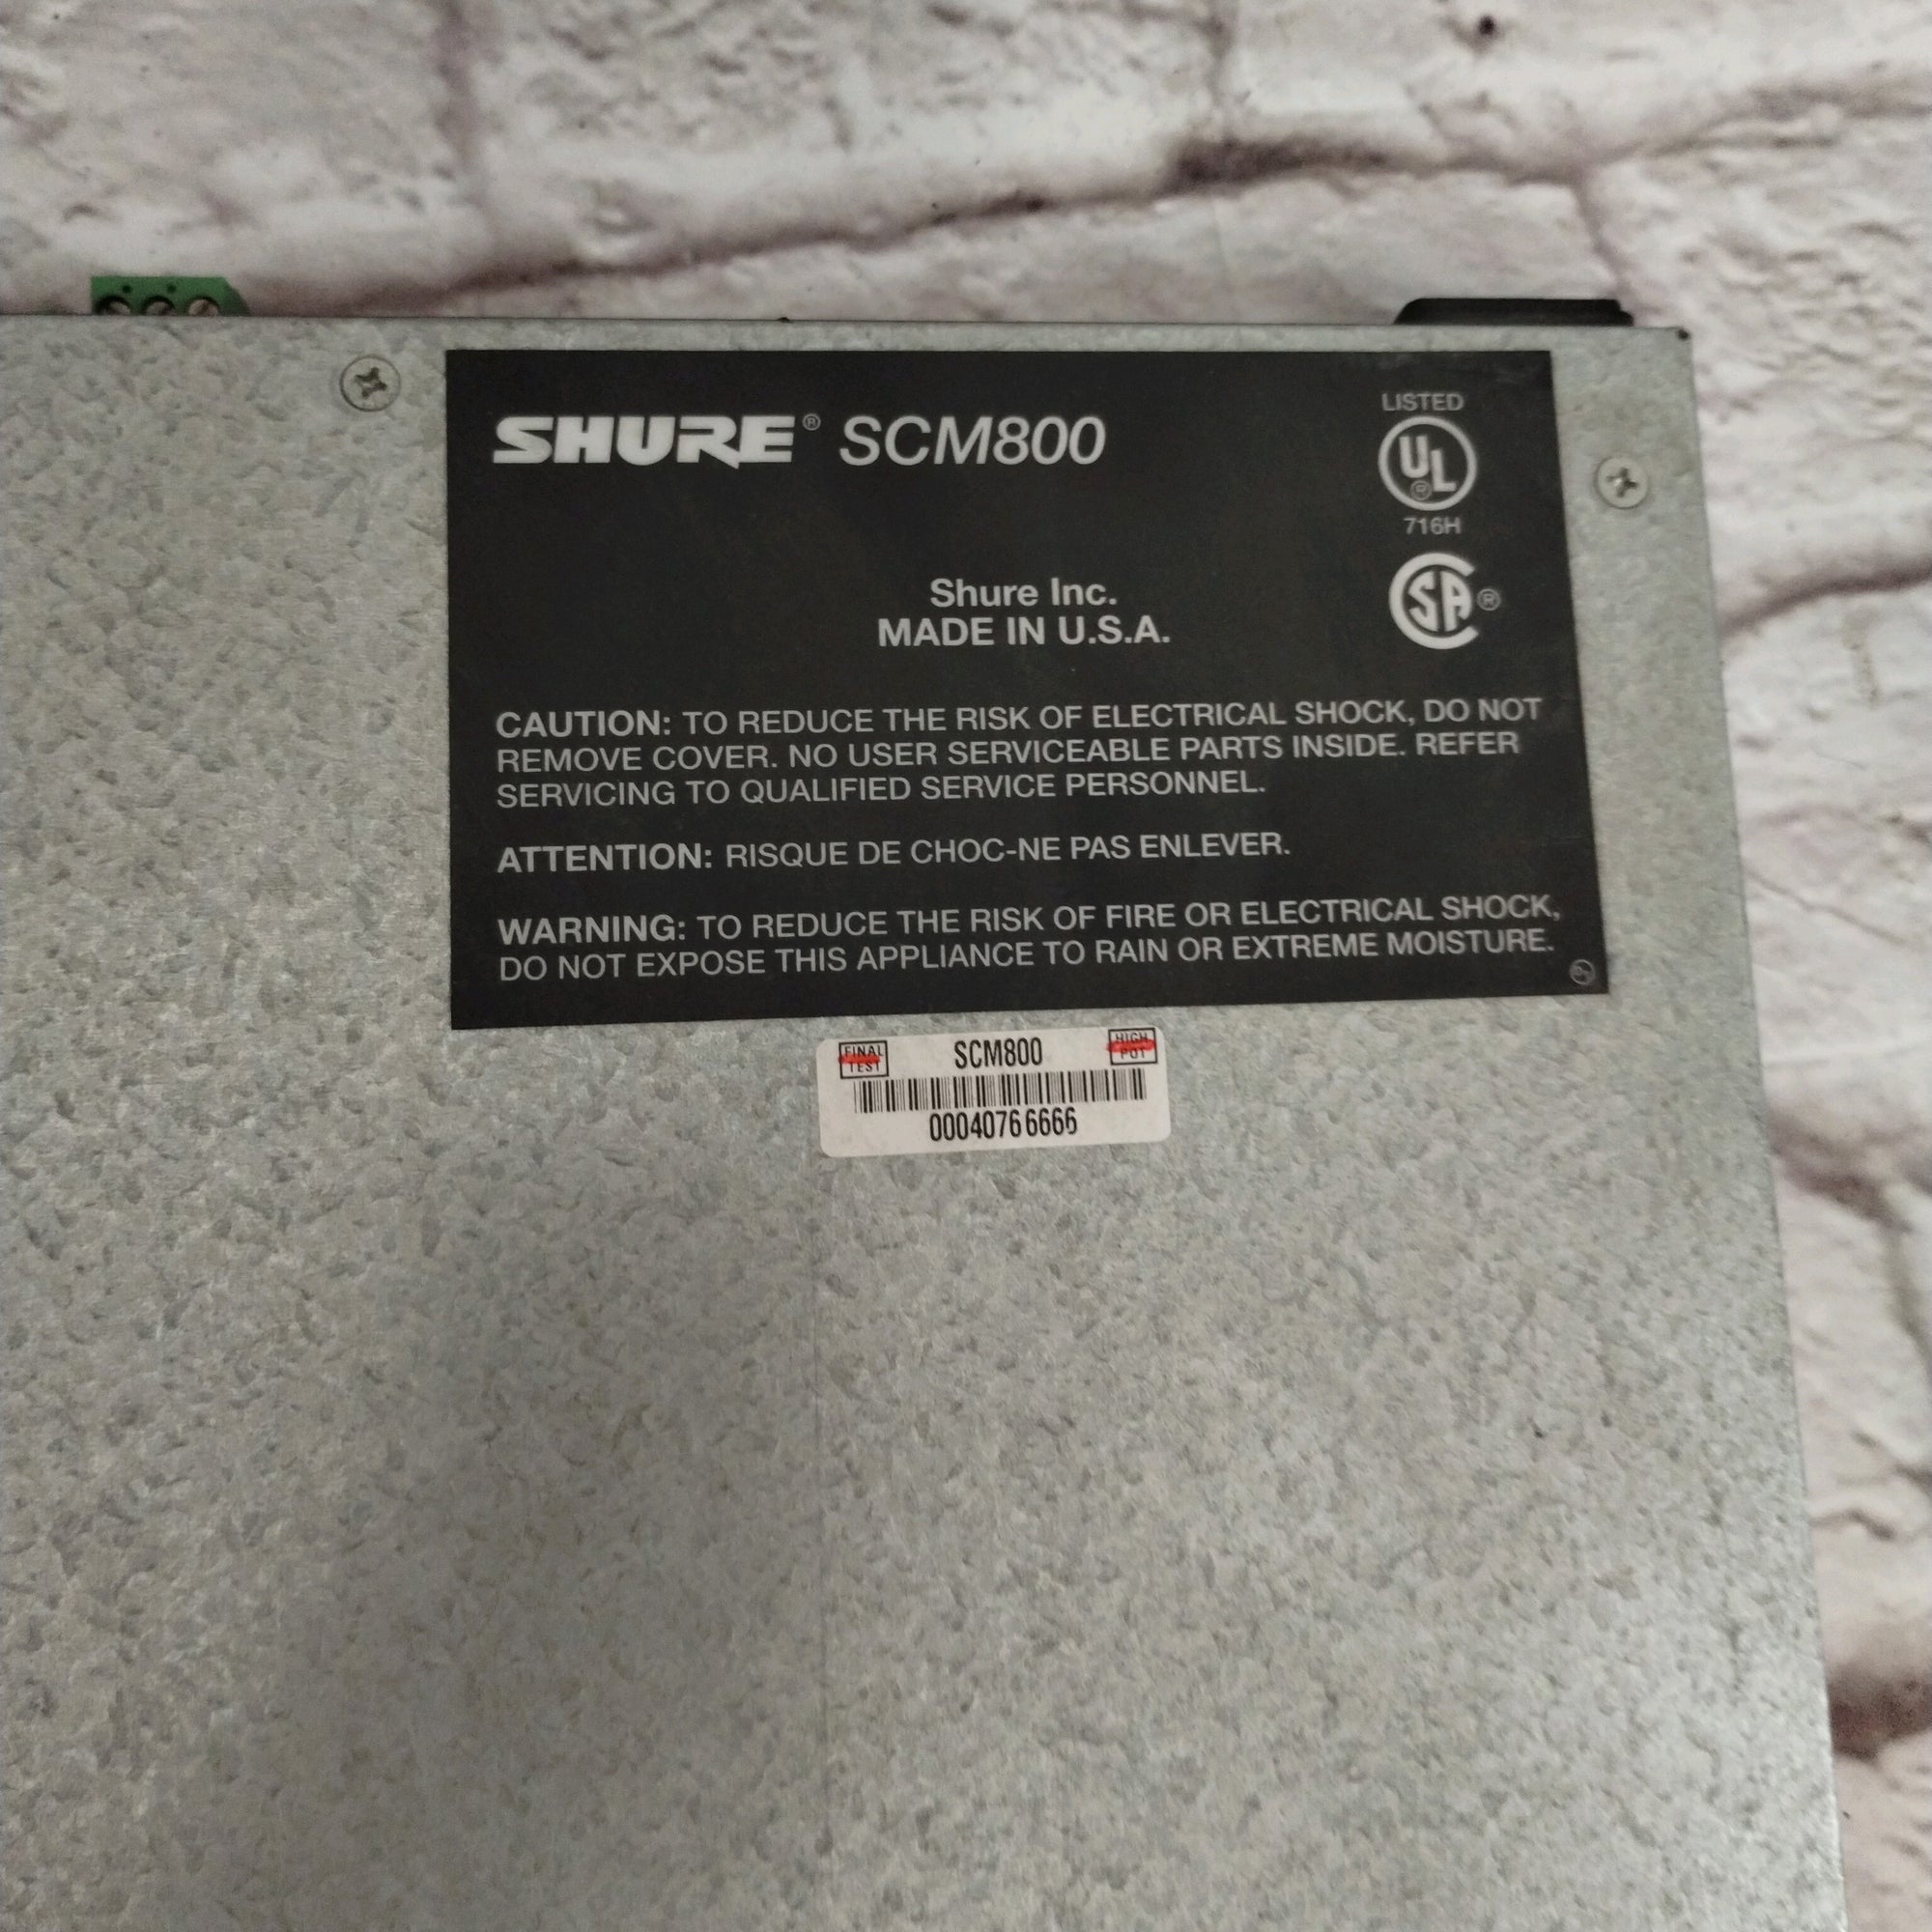 SHURE® SCM800
LISTED
UL ®
716H
SA ®
Shure Inc.
MADE IN U.S.A.
CAUTION: TO REDUCE THE RISK OF ELECTRICAL SHOCK, DO NOT
REMOVE COVER. NO USER SERVICEABLE PARTS INSIDE. REFER
SERVICING TO QUALIFIED SERVICE PERSONNEL.
ATTENTION: RISQUE DE CHOC-NE PAS ENLEVER.
WARNING: TO REDUCE THE RISK OF FIRE OR ELECTRICAL SHOCK,
DO NOT EXPOSE THIS APPLIANCE TO RAIN OR EXTREME MOISTURE.
FINAL
TEST
SCM800
HIGH
POT
00040766666